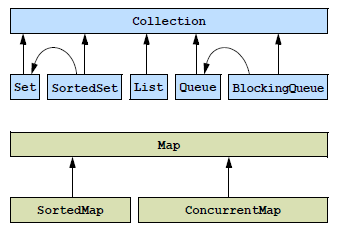 Collection
Set SortedSet List Queue BlockingQueue
Map
SortedMap ConcurrentMap